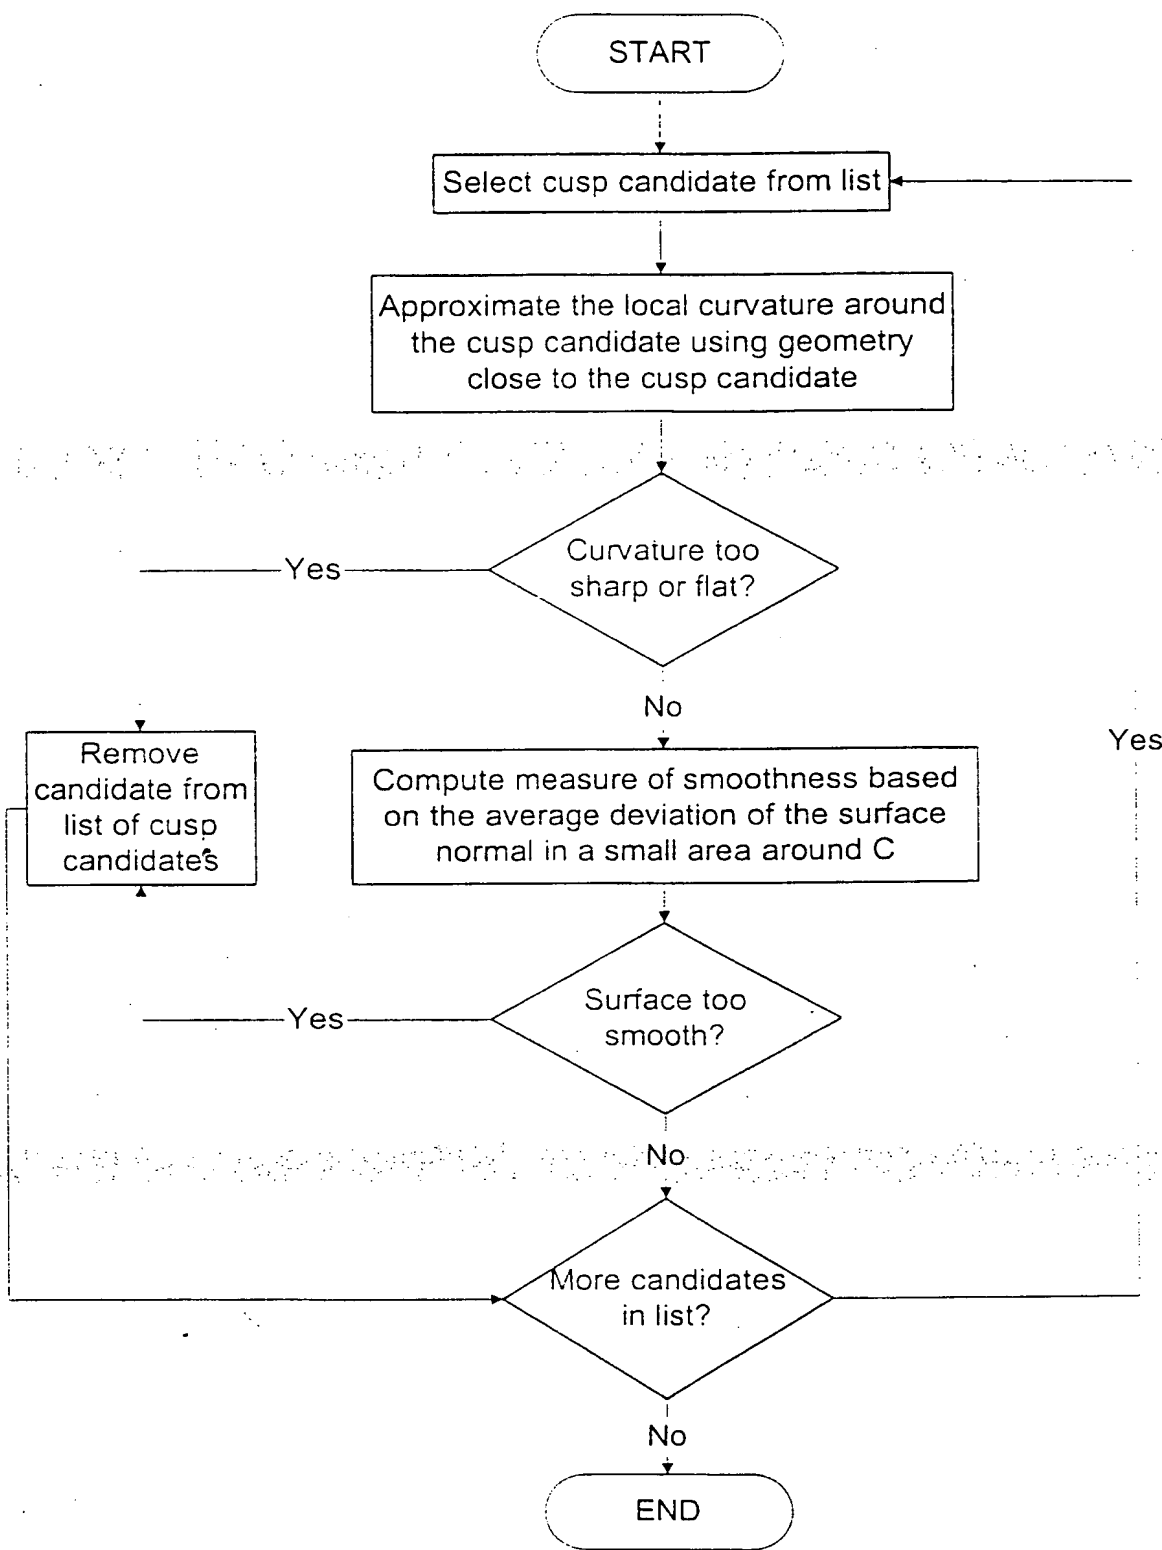 START
Select cusp candidate from list
Approximate the local curvature around
the cusp candidate using geometry
close to the cusp candidate
Curvature too
sharp or flat?
Yes
No
Remove
candidate from
list of cusp
candidates
Compute measure of smoothness based
on the average deviation of the surface
normal in a small area around C
Yes
Surface too
smooth?
Yes
No
More candidates
in list?
No
END